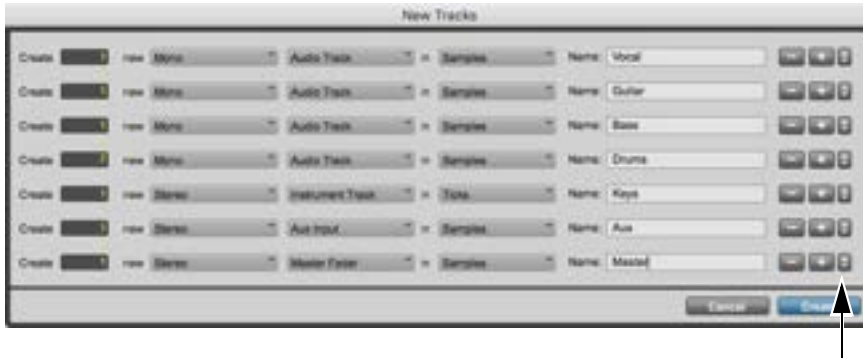 New Tracks
Create new Mono Audio Track in Samples Name: Vocal
Create new Mono Audio Track in Samples Name: Guitar
Create new Mono Audio Track in Samples Name: Bass
Create new Mono Audio Track in Samples Name: Drums
Create new Stereo Instrument Track in Ticks Name: Keys
Create new Stereo Aux Input in Samples Name: Aux
Create new Stereo Master Fader in Samples Name: Master
Cancel